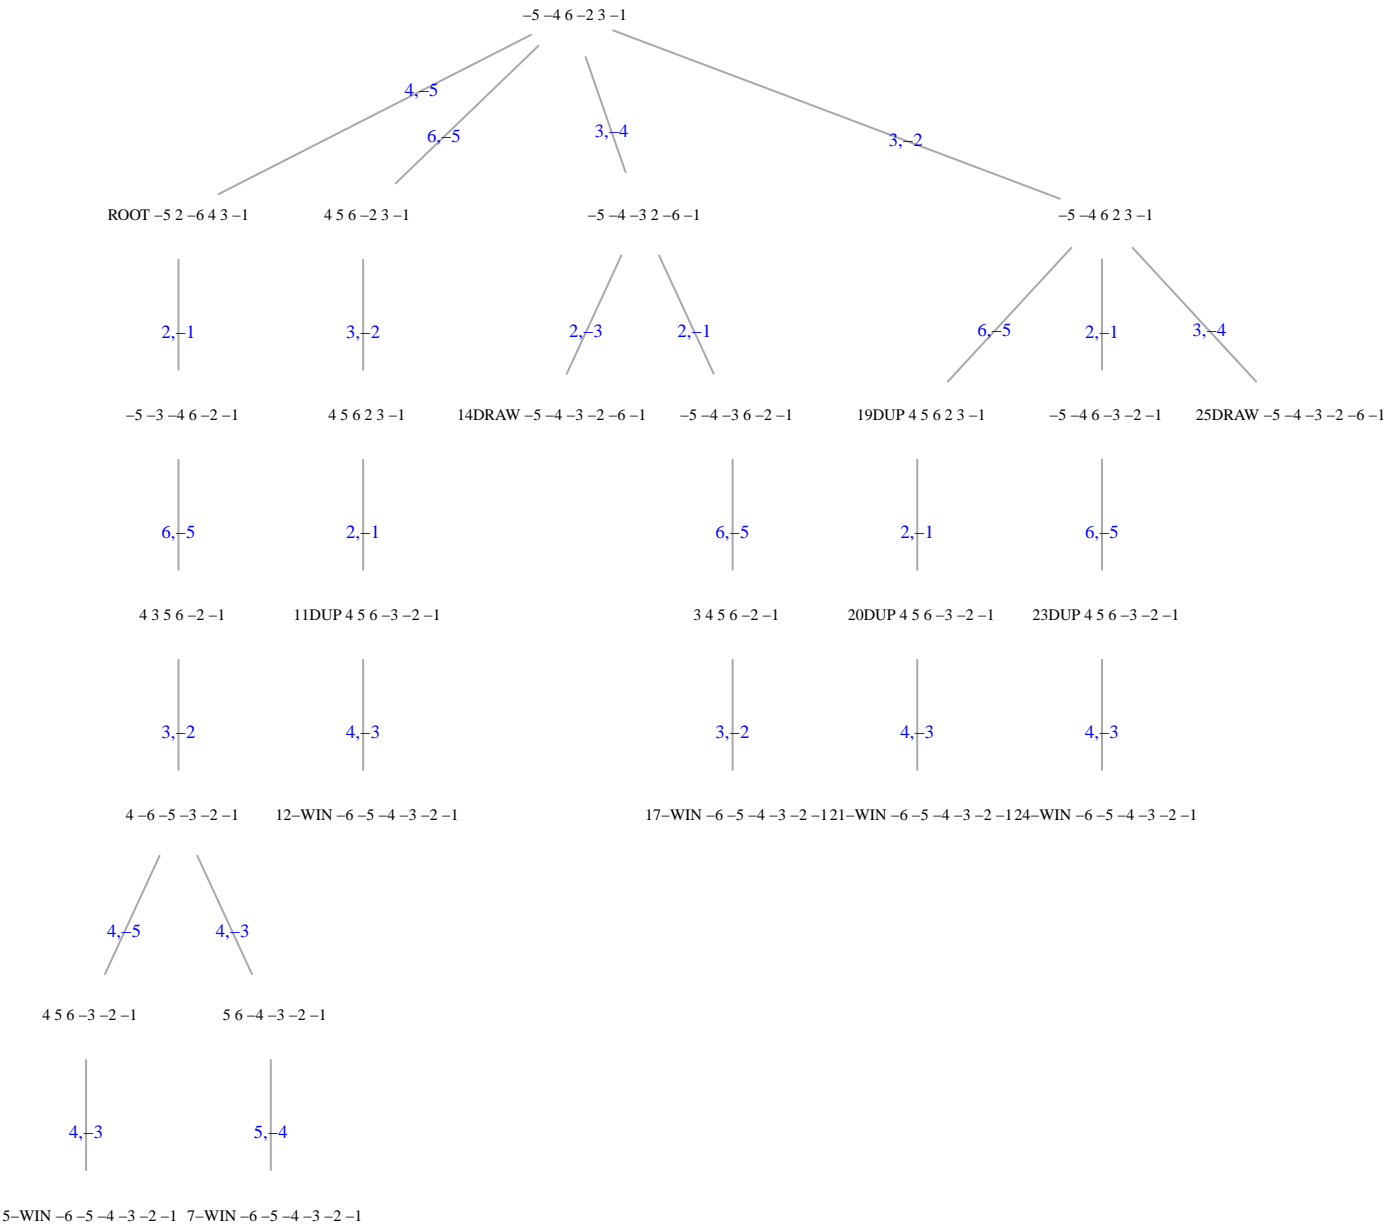 –5 –4 6 –2 3 –1
4,–5
6,–5
3,–4
3,–2
ROOT –5 2 –6 4 3 –1
4 5 6 –2 3 –1
–5 –4 –3 2 –6 –1
–5 –4 6 2 3 –1
2,–1
3,–2
2,–3
2,–1
6,–5
2,–1
3,–4
–5 –3 –4 6 –2 –1
4 5 6 2 3 –1
14DRAW –5 –4 –3 –2 –6 –1
–5 –4 –3 6 –2 –1
19DUP 4 5 6 2 3 –1
–5 –4 6 –3 –2 –1
25DRAW –5 –4 –3 –2 –6 –1
6,–5
2,–1
6,–5
2,–1
6,–5
4 3 5 6 –2 –1
11DUP 4 5 6 –3 –2 –1
3 4 5 6 –2 –1
20DUP 4 5 6 –3 –2 –1
23DUP 4 5 6 –3 –2 –1
3,–2
4,–3
3,–2
4,–3
4,–3
4 –6 –5 –3 –2 –1
12–WIN –6 –5 –4 –3 –2 –1
17–WIN –6 –5 –4 –3 –2 –1
21–WIN –6 –5 –4 –3 –2 –1
24–WIN –6 –5 –4 –3 –2 –1
4,–5
4,–3
4 5 6 –3 –2 –1
5 6 –4 –3 –2 –1
4,–3
5,–4
5–WIN –6 –5 –4 –3 –2 –1
7–WIN –6 –5 –4 –3 –2 –1